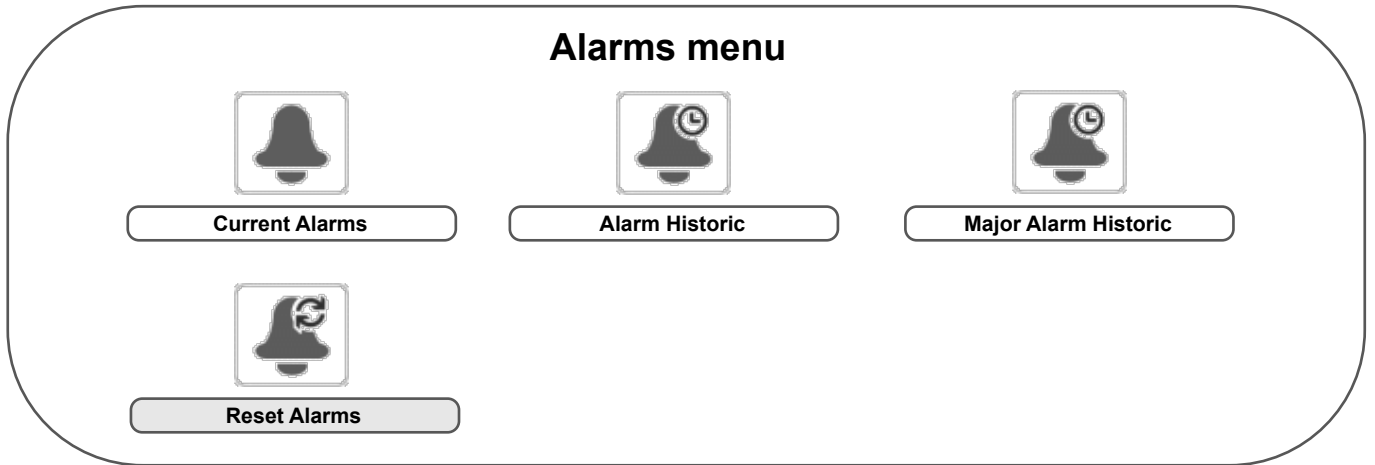 Alarms menu
Current Alarms
Alarm Historic
Major Alarm Historic
Reset Alarms